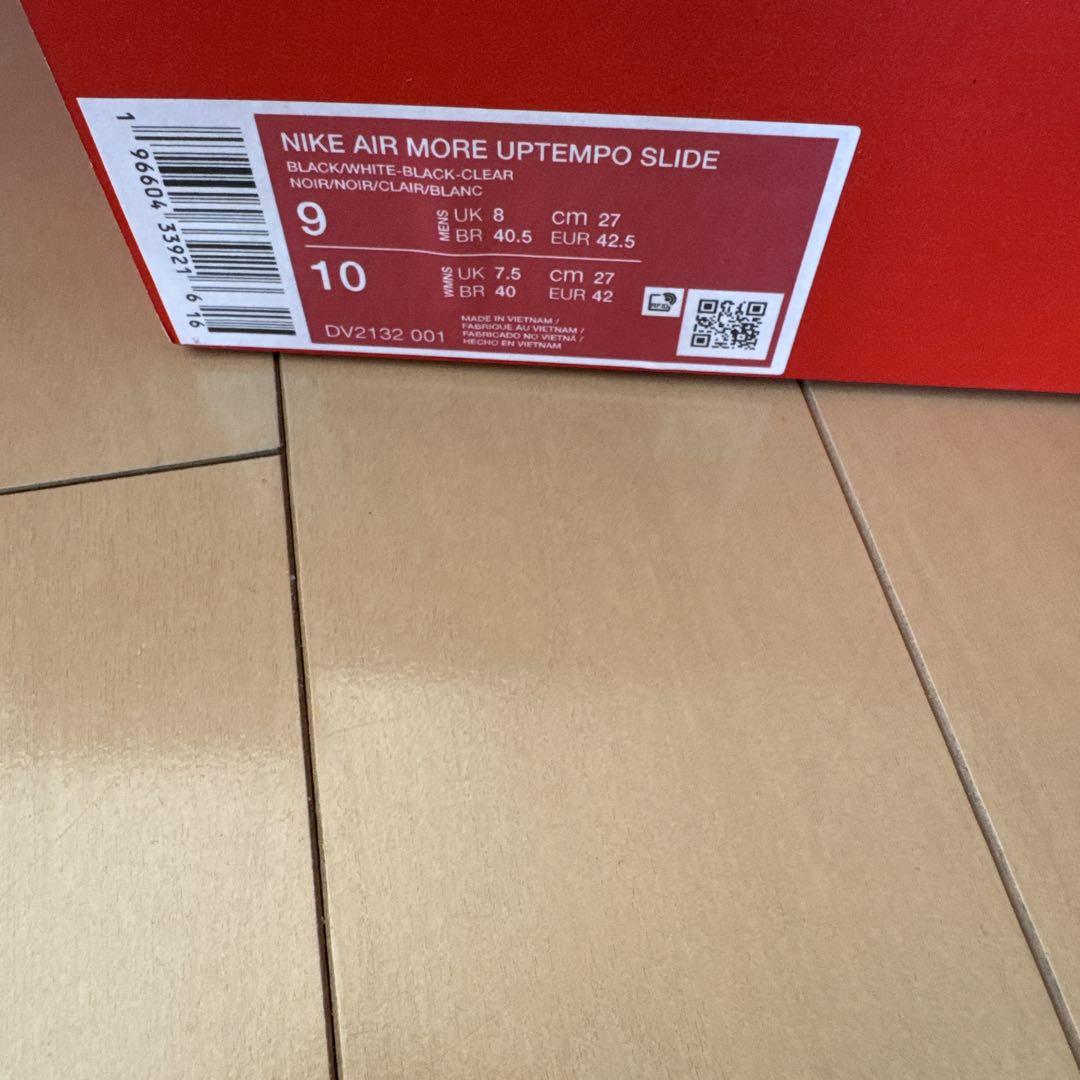 NIKE AIR MORE UPTEMPO SLIDE
BLACK/WHITE-BLACK-CLEAR
NOIR/NOIR/CLAIR/BLANC
9 MENS UK 8 cm 27
BR 40.5 EUR 42.5
10 WMNS UK 7.5 cm 27
BR 40 EUR 42
DV2132 001
MADE IN VIETNAM /
FABRIQUE AU VIETNAM /
FABRICADO NO VIETNÃ /
HECHO EN VIETNAM
RFID
1 96604 33921 6 16